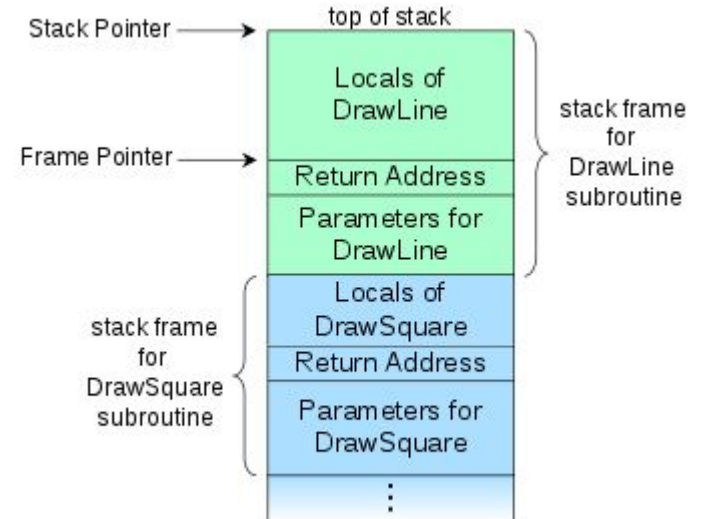 top of stack
Stack Pointer
Locals of
DrawLine
stack frame
for
DrawLine
subroutine
Frame Pointer
Return Address
Parameters for
DrawLine
Locals of
DrawSquare
stack frame
for
DrawSquare
subroutine
Return Address
Parameters for
DrawSquare
⋮